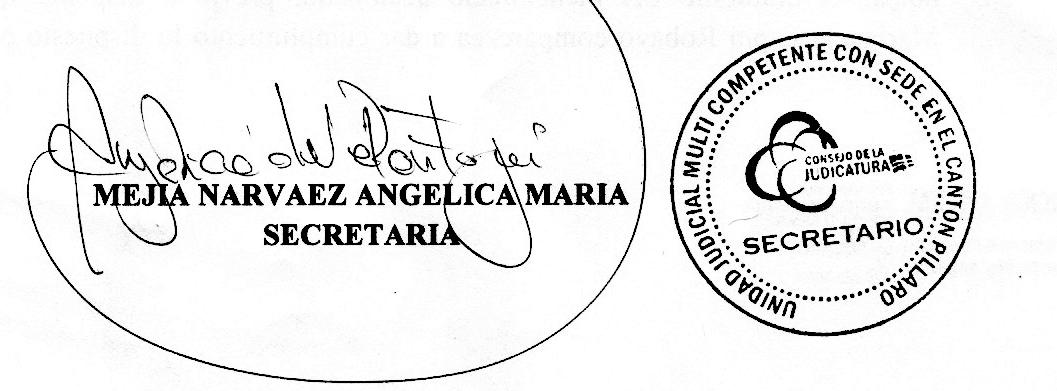 MEJIA NARVAEZ ANGELICA MARIA
SECRETARIA
UNIDAD JUDICIAL MULTI COMPETENTE CON SEDE EN EL CANTÓN PILLARO
CONSEJO DE LA
JUDICATURA
SECRETARIO